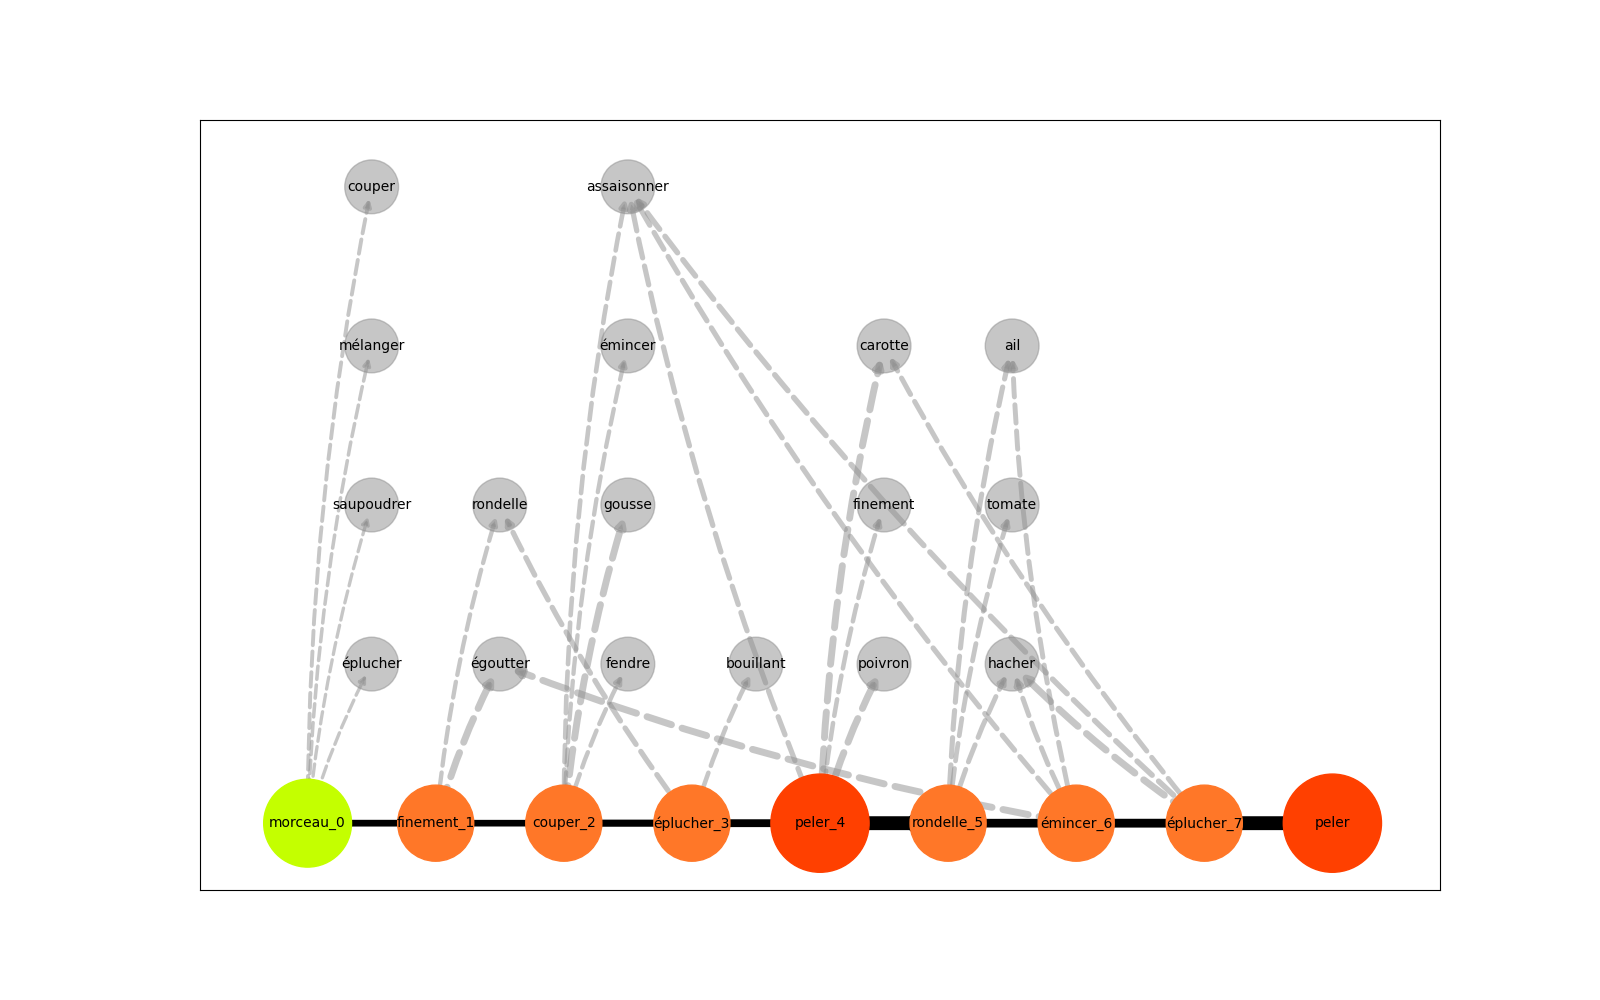 couper assaisonner
mélanger émincer carotte ail
saupoudrer rondelle gousse finement tomate
éplucher égoutter fendre bouillant poivron hacher
morceau_0 finement_1 couper_2 éplucher_3 peler_4 rondelle_5 émincer_6 éplucher_7 peler